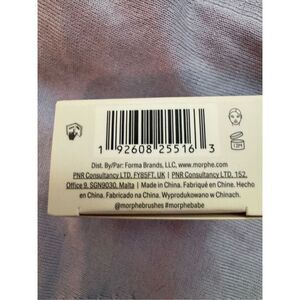 1 92608 25516 3
12M
Dist. By/Par: Forma Brands, LLC, www.morphe.com
PNR Consultancy LTD, FY85FT, UK | PNR Consultancy LTD, 152,
Office 9, SGN9030, Malta | Made in China. Fabriqué en Chine. Hecho
en China. Fabricado na China. Wyprodukowano w Chinach.
@morphebrushes #morphebabe